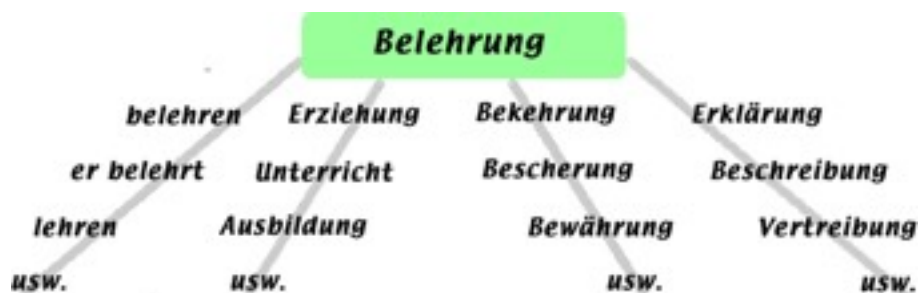 Belehrung
belehren Erziehung Bekehrung Erklärung
er belehrt Unterricht Bescherung Beschreibung
lehren Ausbildung Bewährung Vertreibung
usw. usw. usw. usw.